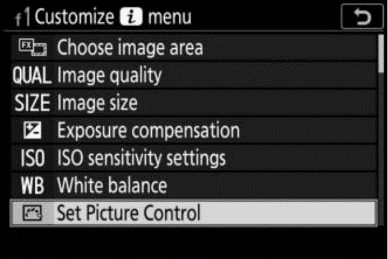 f1 Customize i menu
FX Choose image area
QUAL Image quality
SIZE Image size
Exposure compensation
ISO ISO sensitivity settings
WB White balance
Set Picture Control